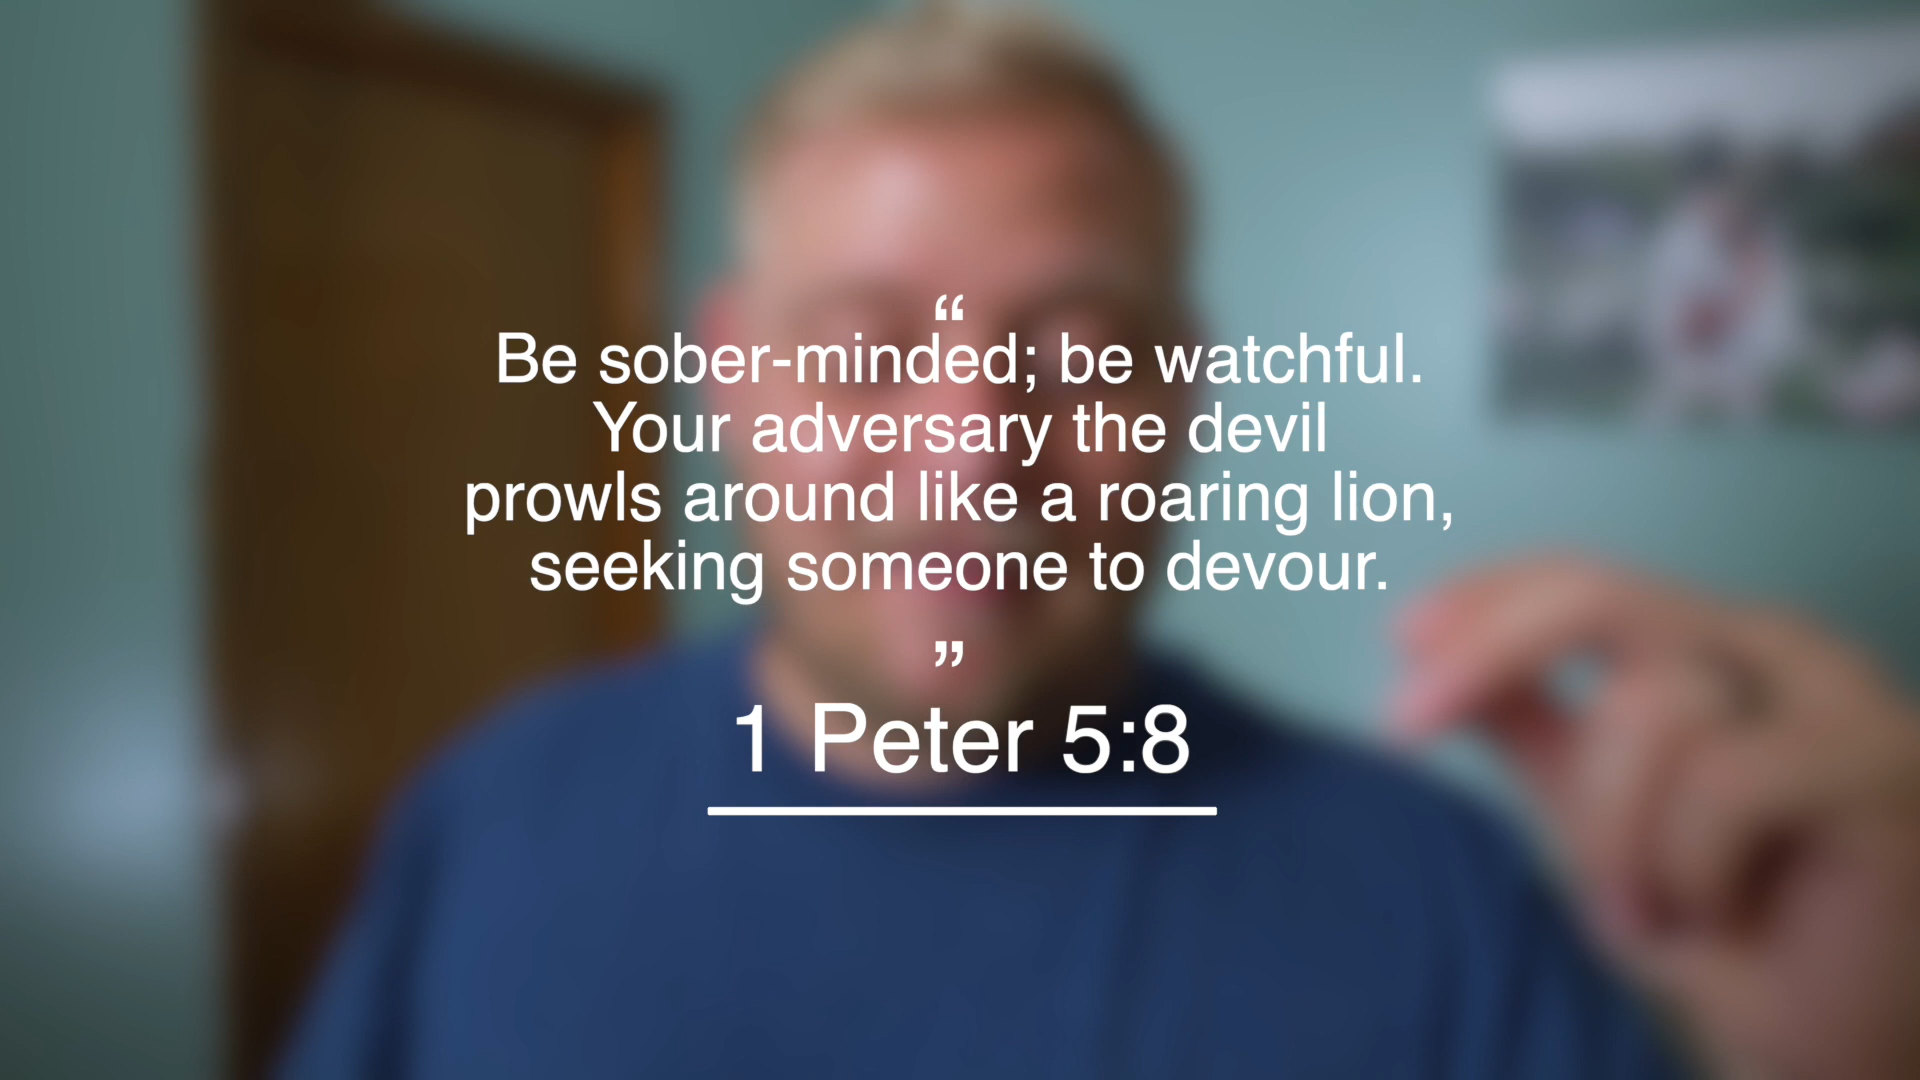 “
Be sober-minded; be watchful.
Your adversary the devil
prowls around like a roaring lion,
seeking someone to devour.
”
1 Peter 5:8